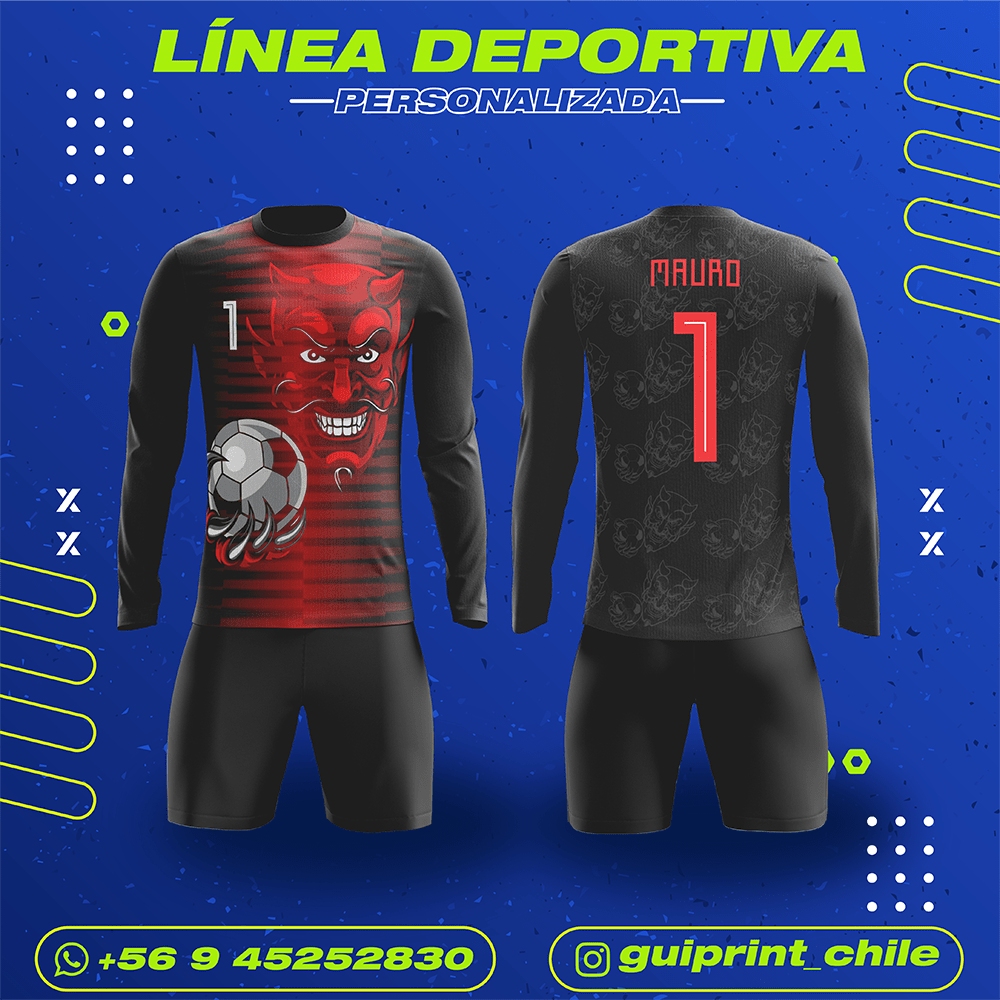 LÍNEA DEPORTIVA
PERSONALIZADA
1
MAURO
1
+56 9 45252830
guiprint_chile